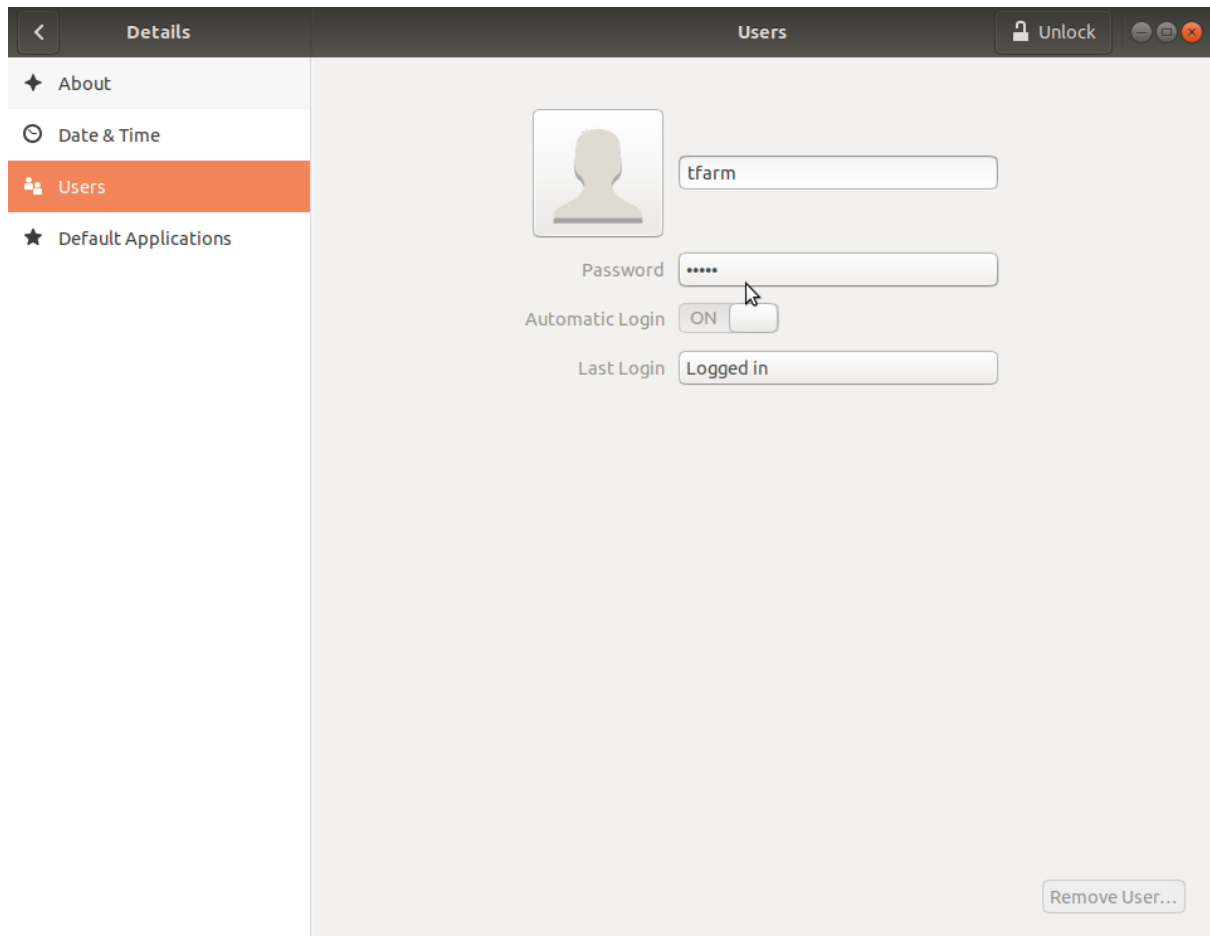 Details
Users
Unlock
About
Date & Time
Users
Default Applications
tfarm
Password •••••
Automatic Login ON
Last Login Logged in
Remove User...